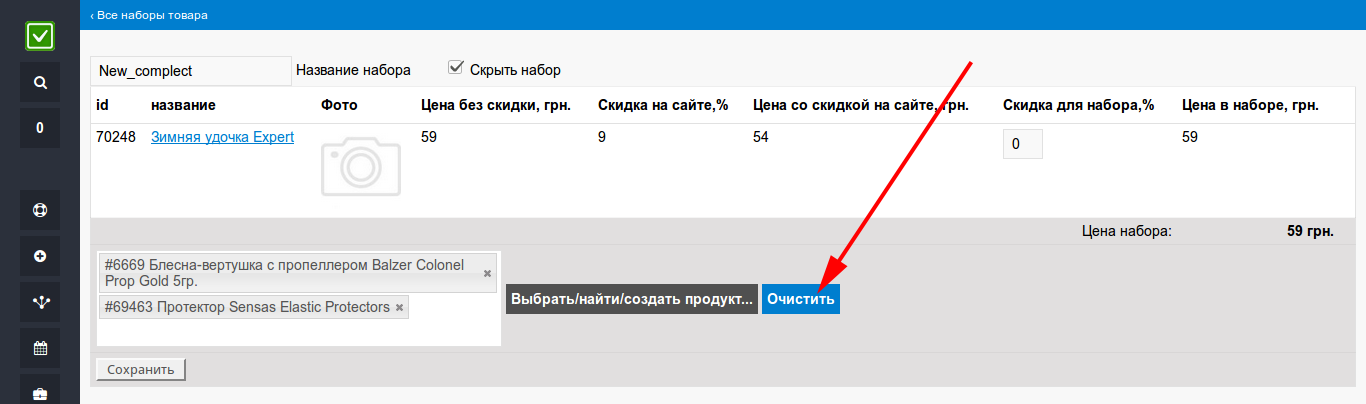 ‹ Все наборы товара
New_complect Название набора Скрыть набор
id название Фото Цена без скидки, грн. Скидка на сайте,% Цена со скидкой на сайте, грн. Скидка для набора,% Цена в наборе, грн.
0
70248 Зимняя удочка Expert 59 9 54 0 59
Цена набора: 59 грн.
#6669 Блесна-вертушка с пропеллером Balzer Colonel
Prop Gold 5гр.
#69463 Протектор Sensas Elastic Protectors
Выбрать/найти/создать продукт... Очистить
Сохранить